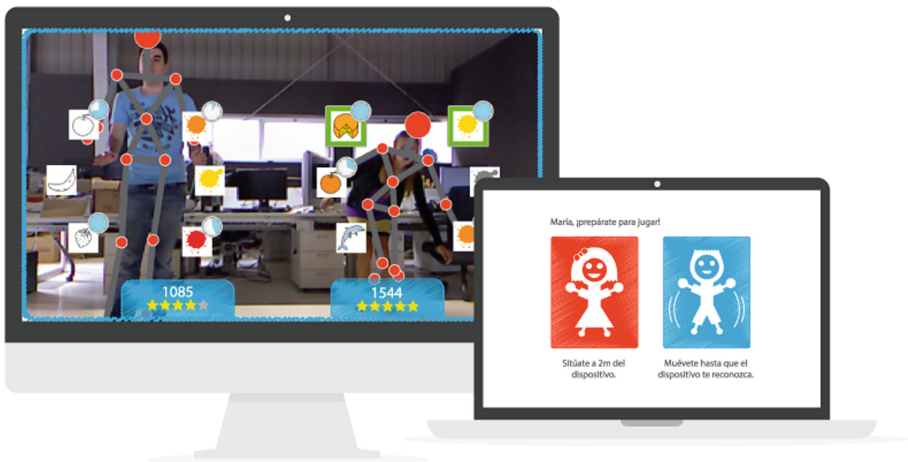 1085
1544
María, ¡prepárate para jugar!
Sitúate a 2m del
dispositivo.
Muévete hasta que el
dispositivo te reconozca.